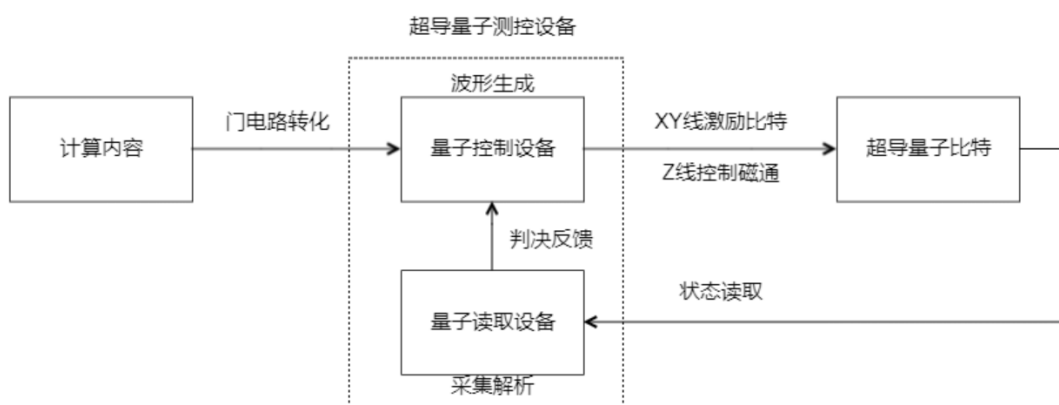 超导量子测控设备
波形生成
计算内容
门电路转化
量子控制设备
XY线激励比特
Z线控制磁通
超导量子比特
判决反馈
状态读取
量子读取设备
采集解析